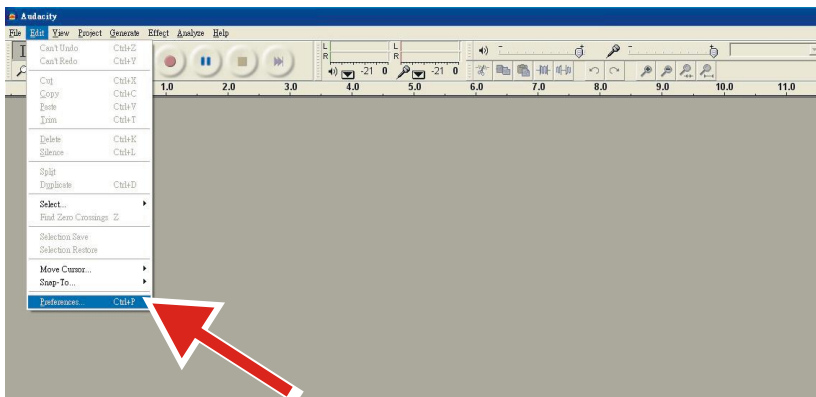 Audacity
File Edit View Project Generate Effect Analyze Help
Can't Undo Ctrl+Z
Can't Redo Ctrl+Y
Cut Ctrl+X
Copy Ctrl+C
Paste Ctrl+V
Trim Ctrl+T
Delete Ctrl+K
Silence Ctrl+L
Split
Duplicate Ctrl+D
Select...
Find Zero Crossings Z
Selection Save
Selection Restore
Move Cursor...
Snap-To...
Preferences... Ctrl+P
L
R
-21 0
L
R
-21 0
1.0 2.0 3.0 4.0 5.0 6.0 7.0 8.0 9.0 10.0 11.0